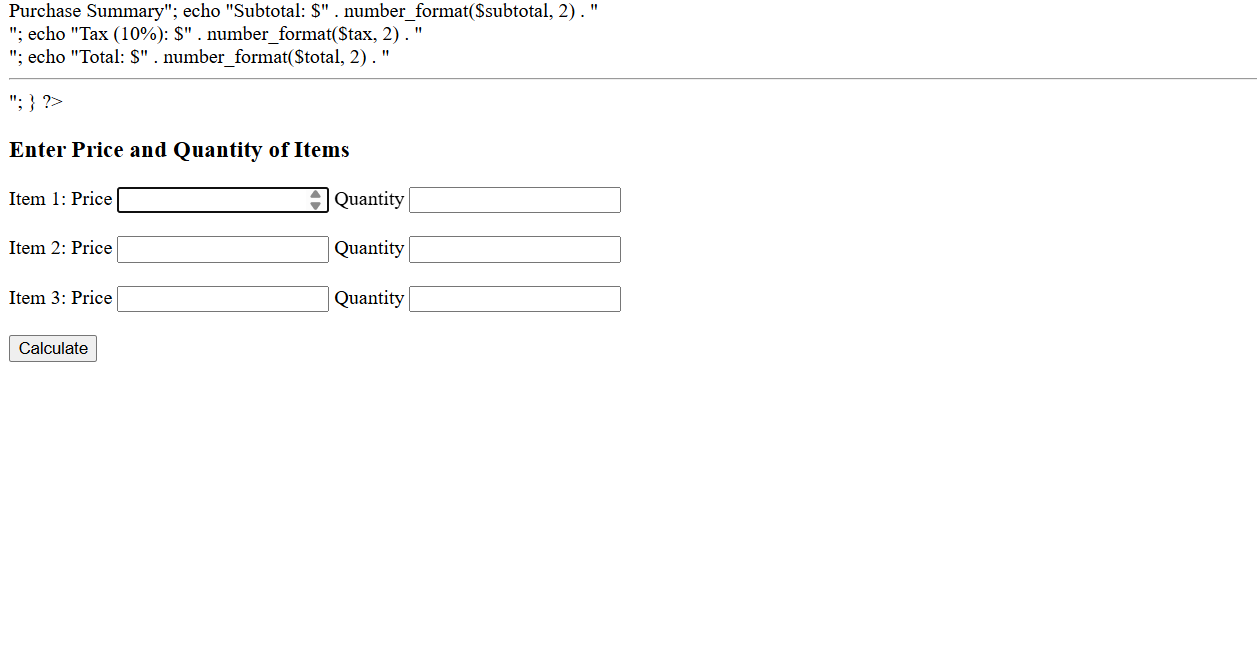 Purchase Summary"; echo "Subtotal: $" . number_format($subtotal, 2) . "
"; echo "Tax (10%): $" . number_format($tax, 2) . "
"; echo "Total: $" . number_format($total, 2) . "
"; } ?>
Enter Price and Quantity of Items
Item 1: Price Quantity
Item 2: Price Quantity
Item 3: Price Quantity
Calculate